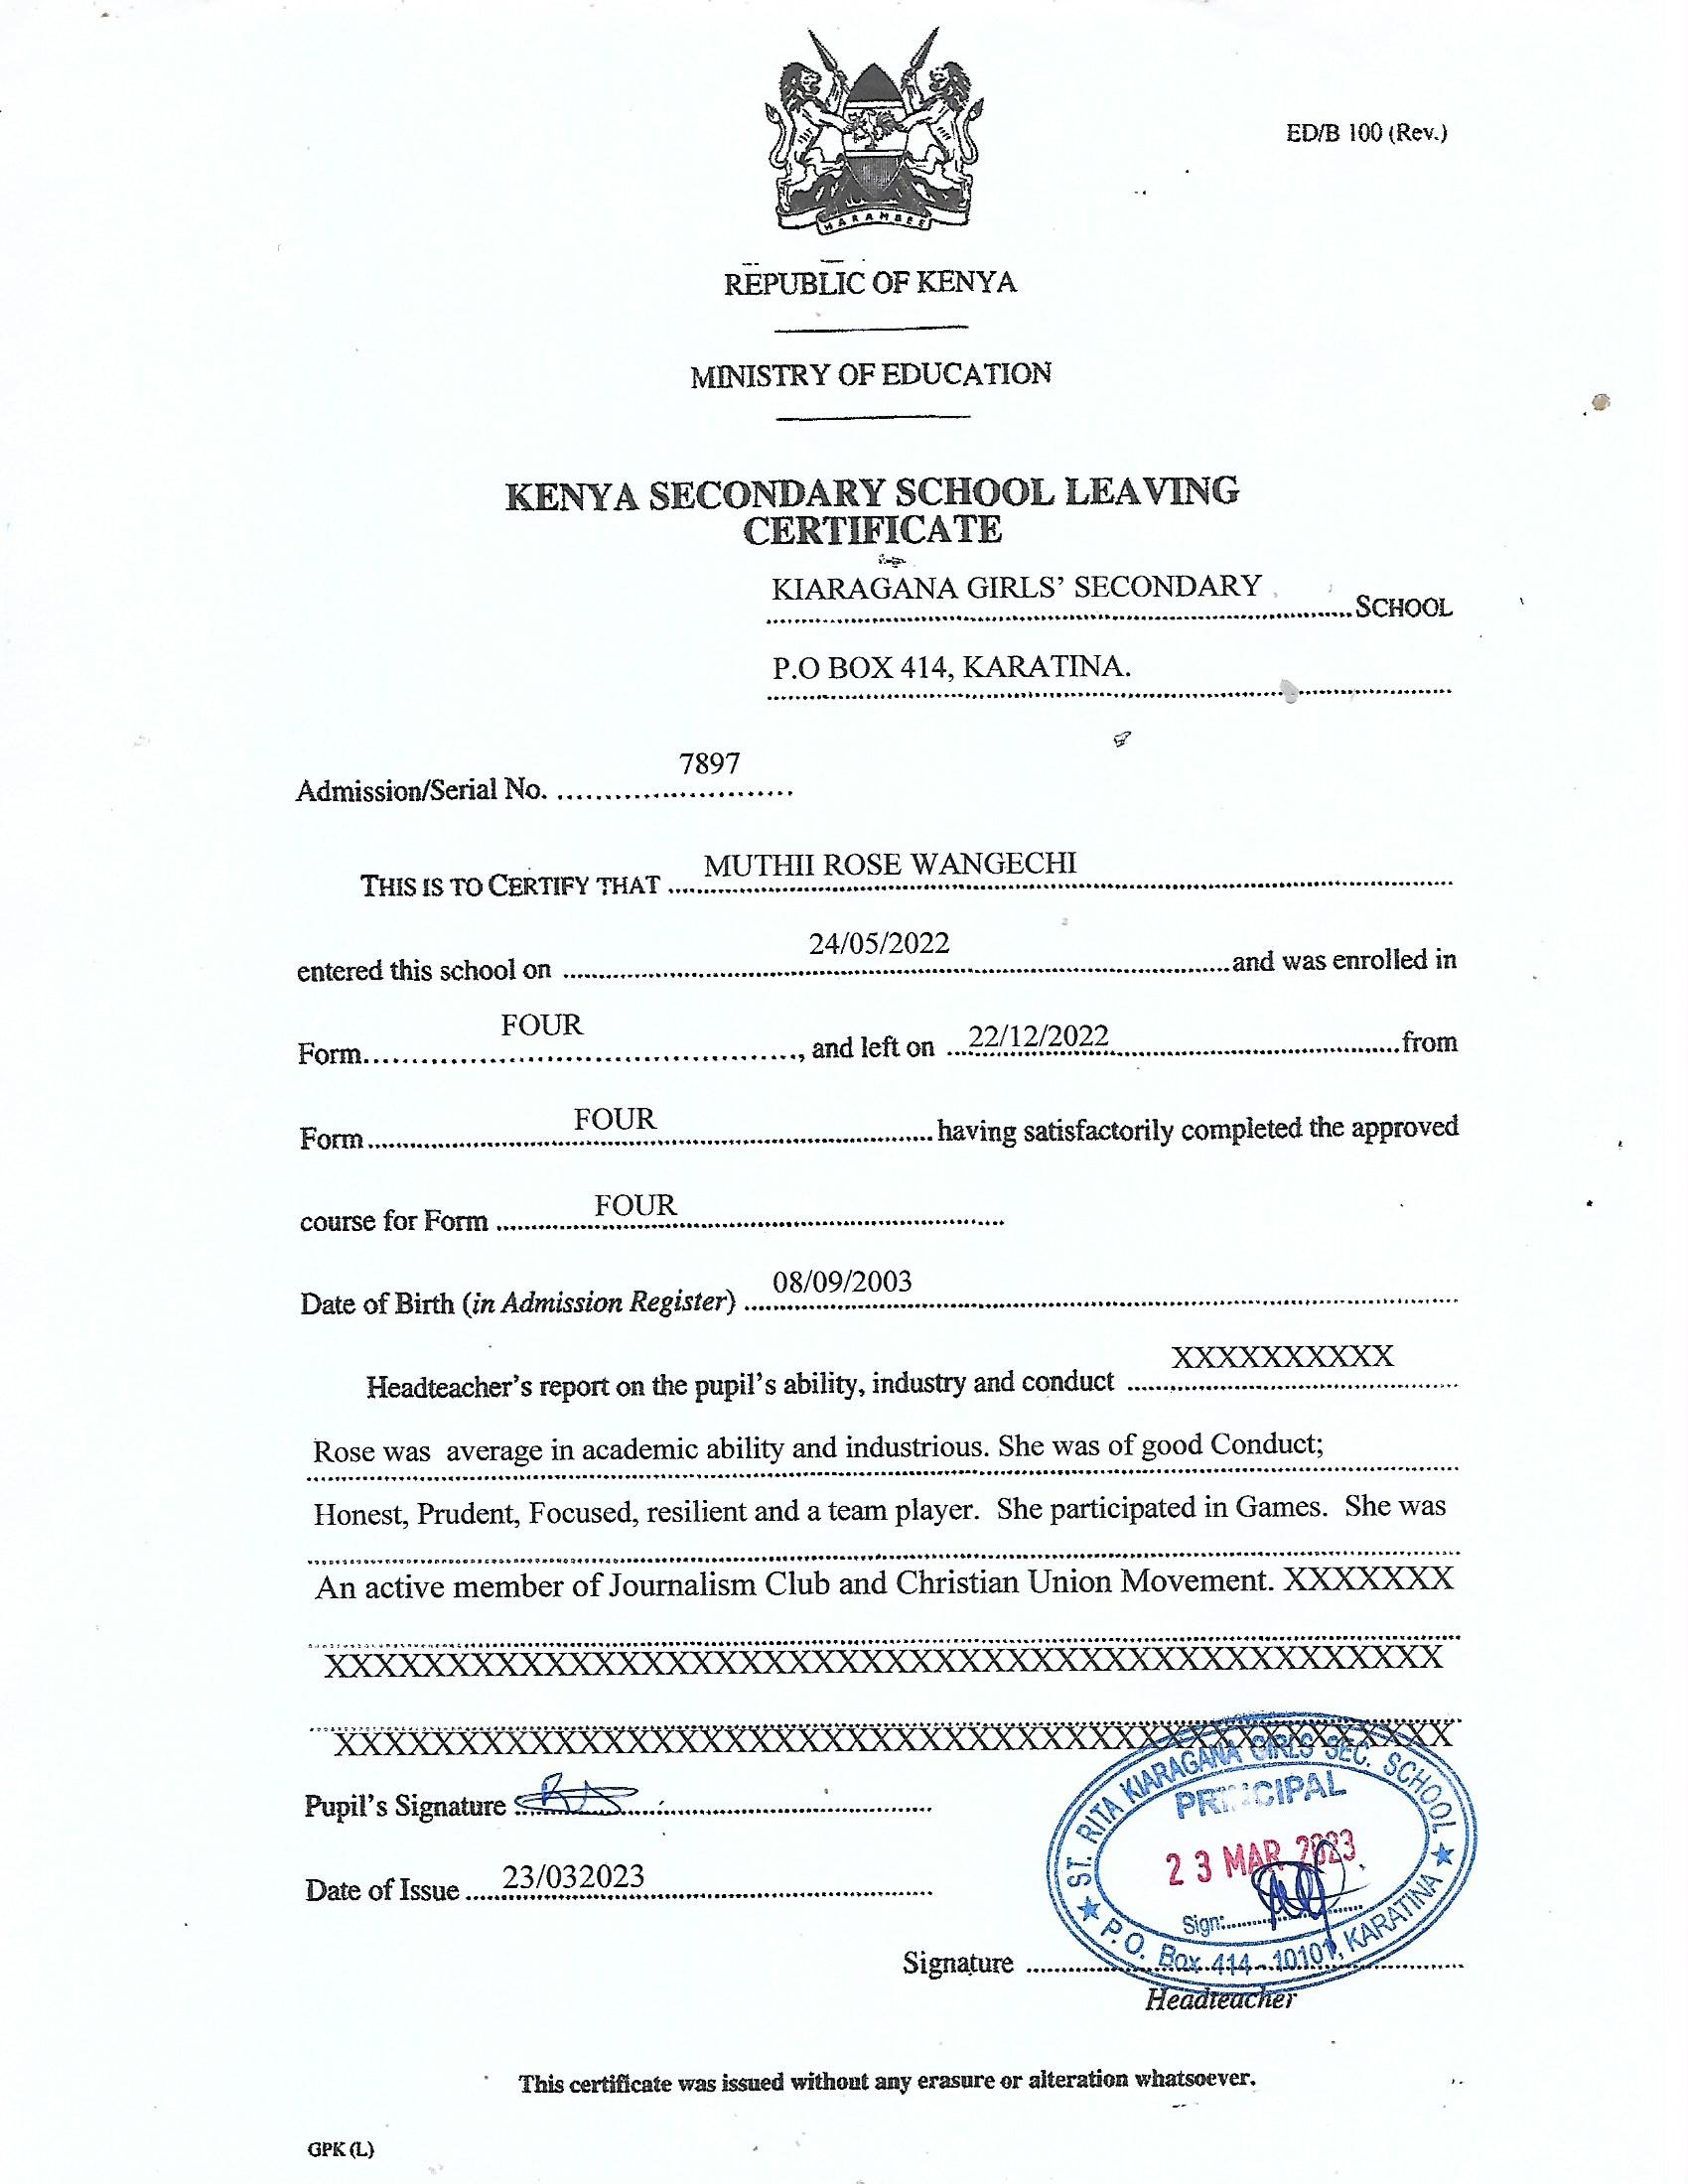 ED/B 100 (Rev.)
HARAMBEE
REPUBLIC OF KENYA
MINISTRY OF EDUCATION
KENYA SECONDARY SCHOOL LEAVING
CERTIFICATE
KIARAGANA GIRLS' SECONDARY SCHOOL
P.O BOX 414, KARATINA.
Admission/Serial No. 7897
THIS IS TO CERTIFY THAT MUTHII ROSE WANGECHI
entered this school on 24/05/2022 and was enrolled in
Form FOUR, and left on 22/12/2022 from
Form FOUR having satisfactorily completed the approved
course for Form FOUR
Date of Birth (in Admission Register) 08/09/2003
Headteacher's report on the pupil's ability, industry and conduct XXXXXXXXXX
Rose was average in academic ability and industrious. She was of good Conduct;
Honest, Prudent, Focused, resilient and a team player. She participated in Games. She was
An active member of Journalism Club and Christian Union Movement. XXXXXXX
XXXXXXXXXXXXXXXXXXXXXXXXXXXXXXXXXXXXXXXXXXXXXXXXXXXXX
XXXXXXXXXXXXXXXXXXXXXXXXXXXXXXXXXXXXXXXXXXXXXXXXXXXXX
Pupil's Signature
Date of Issue 23/032023
ST. RITA KIARAGANA GIRLS SEC. SCHOOL
PRINCIPAL
23 MAR 2023
Sign:
P.O. Box 414 - 10101, KARATINA
Signature
Headteacher
This certificate was issued without any erasure or alteration whatsoever.
GPK (L)